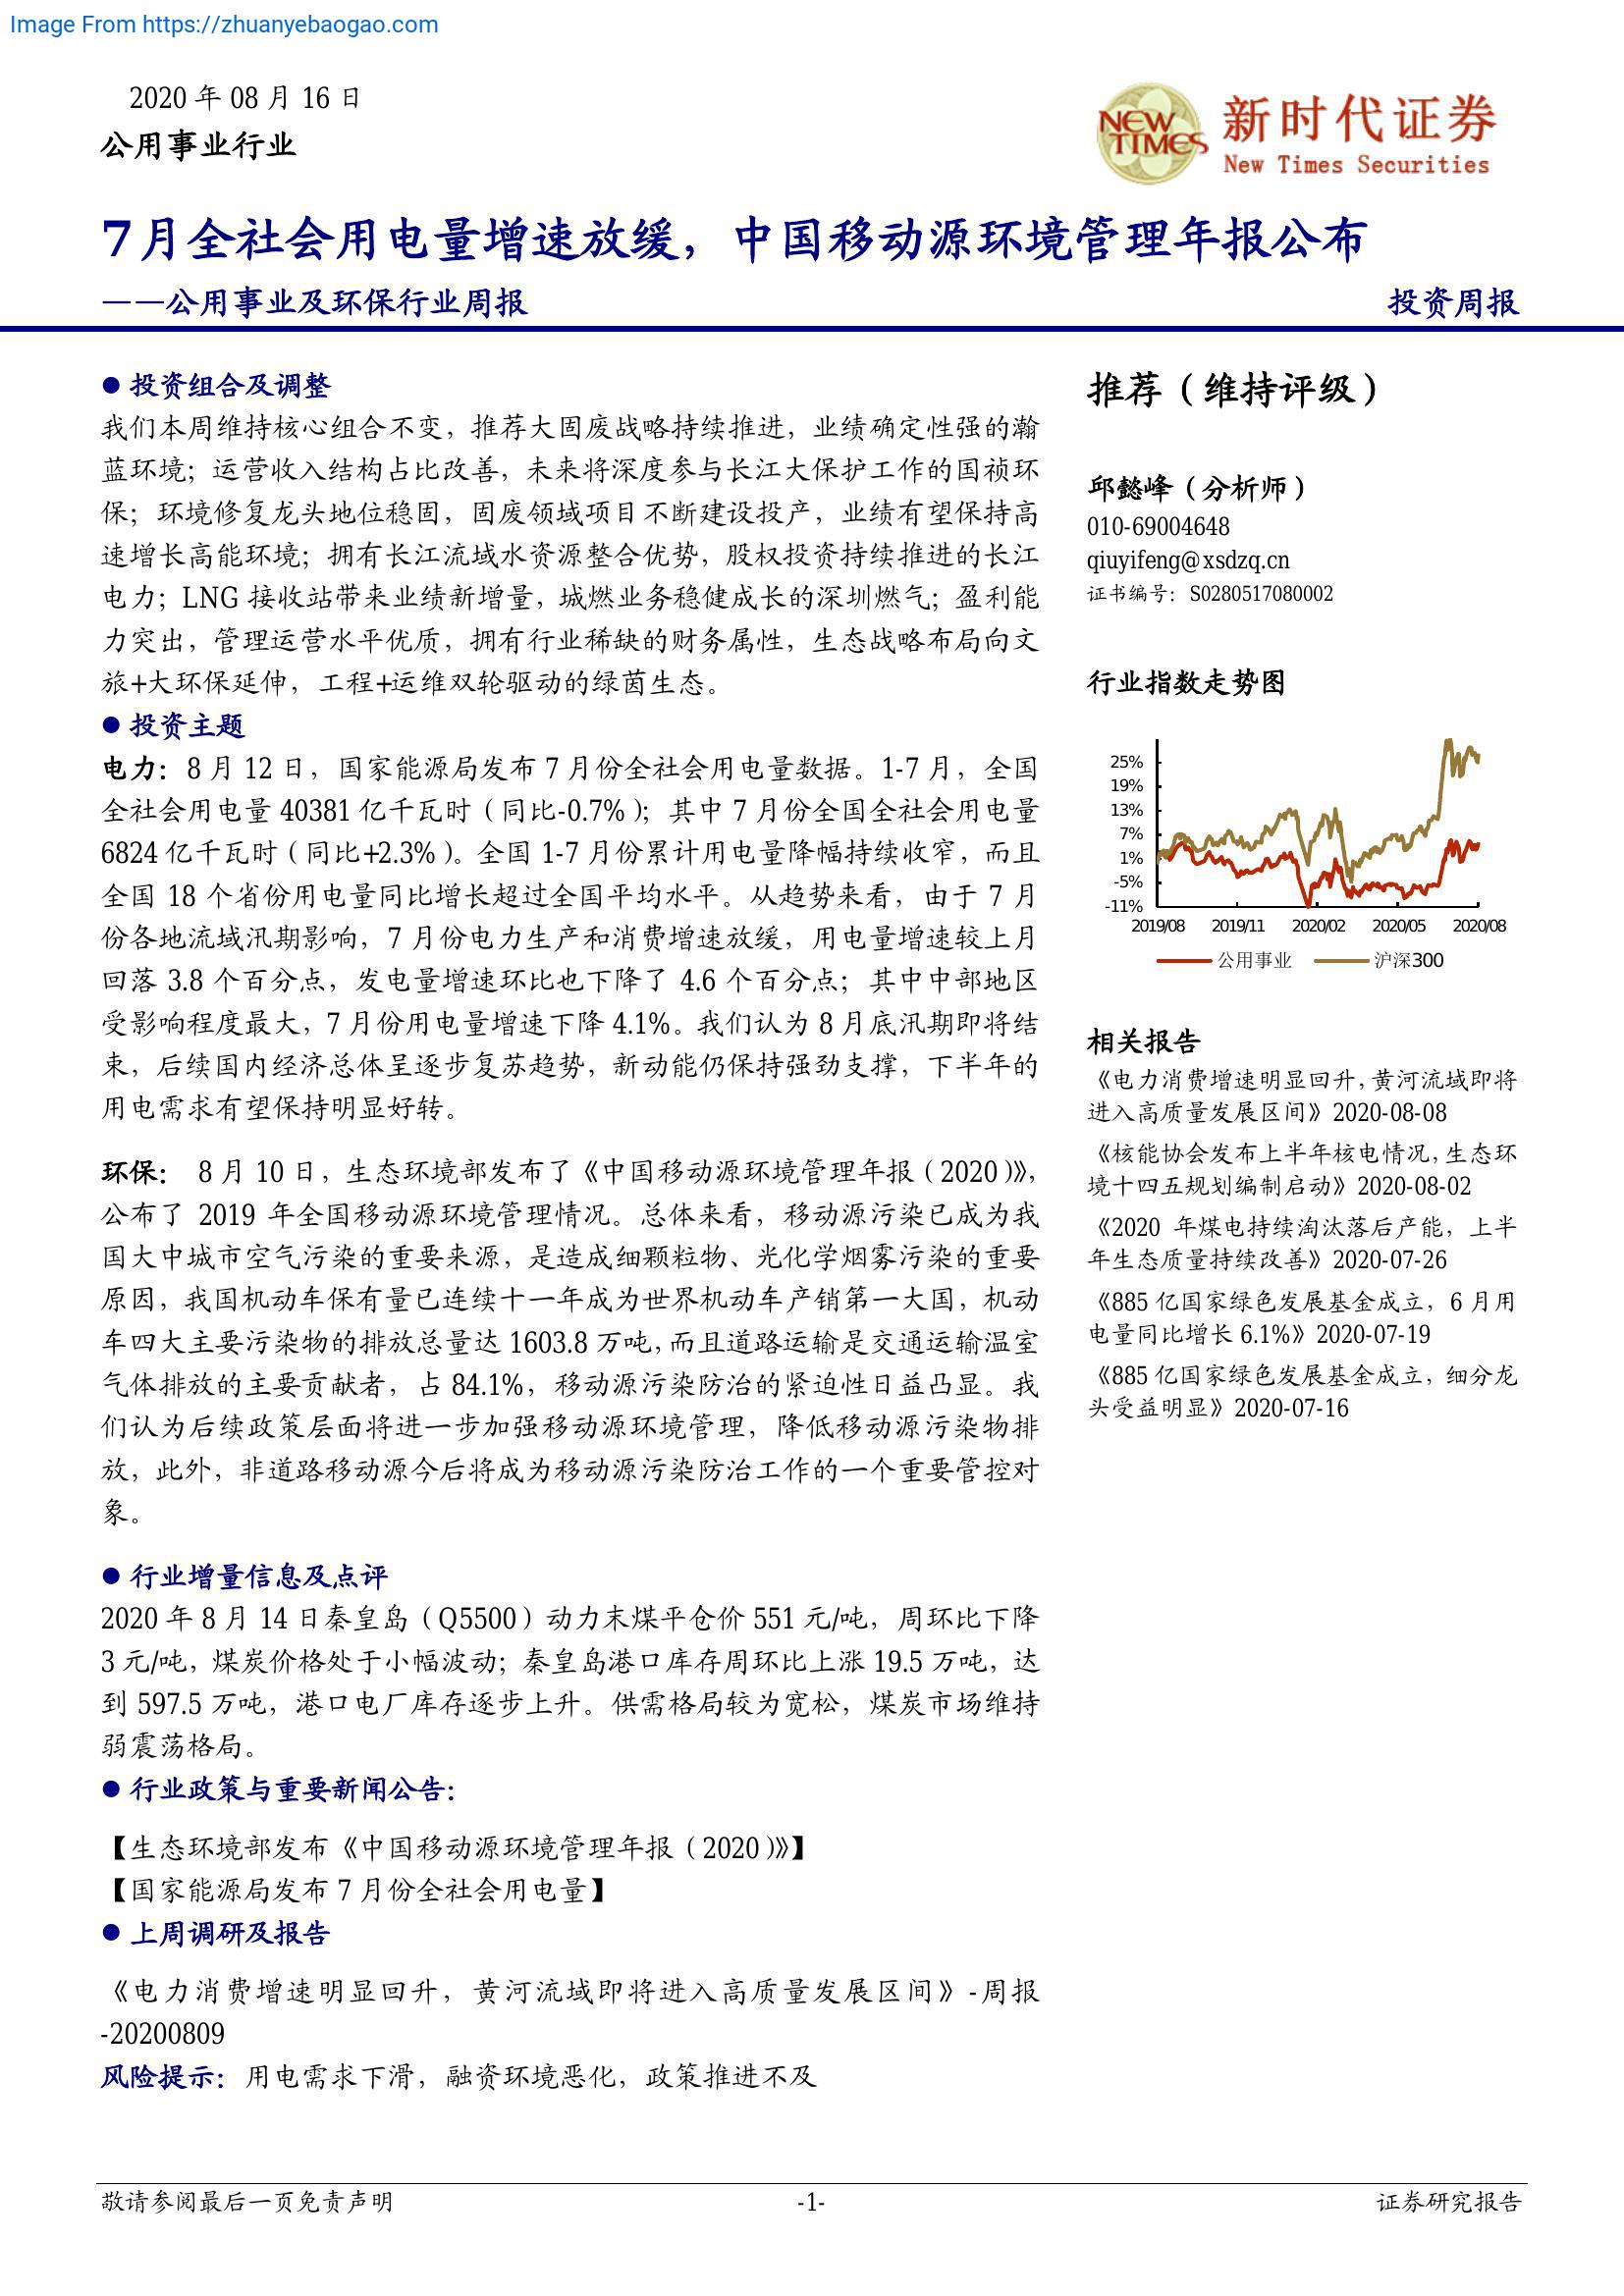 Image From https://zhuanyebaogao.com
2020 年 08 月 16 日
公用事业行业
NEW TIMES
新时代证券
New Times Securities
7月全社会用电量增速放缓，中国移动源环境管理年报公布
——公用事业及环保行业周报
投资周报
● 投资组合及调整
我们本周维持核心组合不变，推荐大固废战略持续推进，业绩确定性强的瀚
蓝环境；运营收入结构占比改善，未来将深度参与长江大保护工作的国祯环
保；环境修复龙头地位稳固，固废领域项目不断建设投产，业绩有望保持高
速增长高能环境；拥有长江流域水资源整合优势，股权投资持续推进的长江
电力；LNG 接收站带来业绩新增量，城燃业务稳健成长的深圳燃气；盈利能
力突出，管理运营水平优质，拥有行业稀缺的财务属性，生态战略布局向文
旅+大环保延伸，工程+运维双轮驱动的绿茵生态。
● 投资主题
电力：8 月 12 日，国家能源局发布 7 月份全社会用电量数据。1-7 月，全国
全社会用电量 40381 亿千瓦时（同比-0.7%）；其中 7 月份全国全社会用电量
6824 亿千瓦时（同比+2.3%）。全国 1-7 月份累计用电量降幅持续收窄，而且
全国 18 个省份用电量同比增长超过全国平均水平。从趋势来看，由于 7 月
份各地流域汛期影响，7 月份电力生产和消费增速放缓，用电量增速较上月
回落 3.8 个百分点，发电量增速环比也下降了 4.6 个百分点；其中中部地区
受影响程度最大，7 月份用电量增速下降 4.1%。我们认为 8 月底汛期即将结
束，后续国内经济总体呈逐步复苏趋势，新动能仍保持强劲支撑，下半年的
用电需求有望保持明显好转。
环保： 8 月 10 日，生态环境部发布了《中国移动源环境管理年报（2020）》，
公布了 2019 年全国移动源环境管理情况。总体来看，移动源污染已成为我
国大中城市空气污染的重要来源，是造成细颗粒物、光化学烟雾污染的重要
原因，我国机动车保有量已连续十一年成为世界机动车产销第一大国，机动
车四大主要污染物的排放总量达 1603.8 万吨，而且道路运输是交通运输温室
气体排放的主要贡献者，占 84.1%，移动源污染防治的紧迫性日益凸显。我
们认为后续政策层面将进一步加强移动源环境管理，降低移动源污染物排
放，此外，非道路移动源今后将成为移动源污染防治工作的一个重要管控对
象。
● 行业增量信息及点评
2020 年 8 月 14 日秦皇岛（Q5500）动力末煤平仓价 551 元/吨，周环比下降
3 元/吨，煤炭价格处于小幅波动；秦皇岛港口库存周环比上涨 19.5 万吨，达
到 597.5 万吨，港口电厂库存逐步上升。供需格局较为宽松，煤炭市场维持
弱震荡格局。
● 行业政策与重要新闻公告：
【生态环境部发布《中国移动源环境管理年报（2020）》】
【国家能源局发布 7 月份全社会用电量】
● 上周调研及报告
《电力消费增速明显回升，黄河流域即将进入高质量发展区间》-周报
-20200809
风险提示：用电需求下滑，融资环境恶化，政策推进不及
推荐（维持评级）
邱懿峰（分析师）
010-69004648
qiuyifeng@xsdzq.cn
证书编号：S0280517080002
行业指数走势图
25%
19%
13%
7%
1%
-5%
-11%
2019/08 2019/11 2020/02 2020/05 2020/08
公用事业 沪深300
相关报告
《电力消费增速明显回升，黄河流域即将
进入高质量发展区间》2020-08-08
《核能协会发布上半年核电情况，生态环
境十四五规划编制启动》2020-08-02
《2020 年煤电持续淘汰落后产能，上半
年生态质量持续改善》2020-07-26
《885 亿国家绿色发展基金成立，6 月用
电量同比增长 6.1%》2020-07-19
《885 亿国家绿色发展基金成立，细分龙
头受益明显》2020-07-16
敬请参阅最后一页免责声明
-1-
证券研究报告